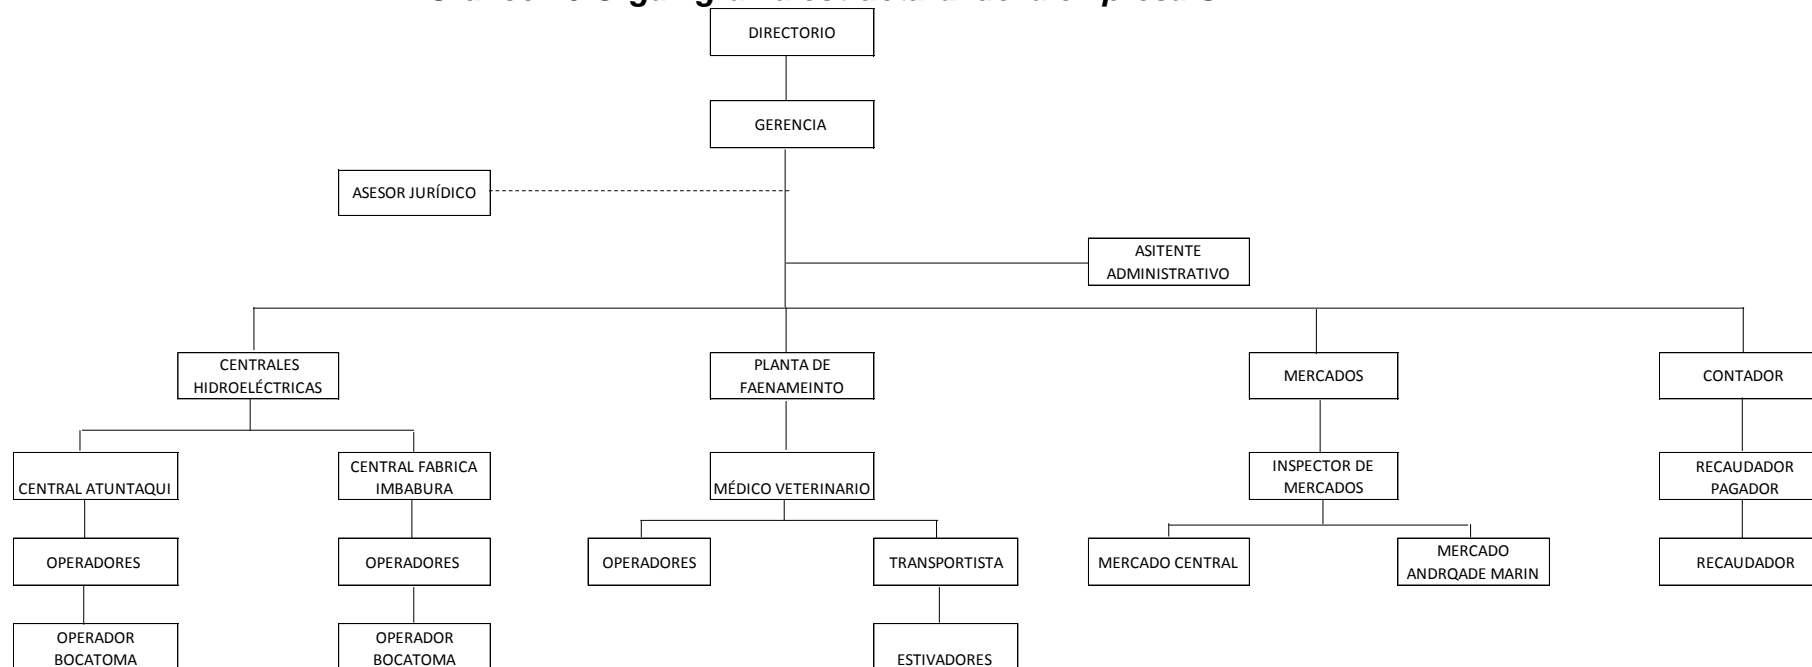 DIRECTORIO
GERENCIA
ASESOR JURÍDICO
ASITENTE
ADMINISTRATIVO
CENTRALES
HIDROELÉCTRICAS
PLANTA DE
FAENAMEINTO
MERCADOS
CONTADOR
CENTRAL ATUNTAQUI
CENTRAL FABRICA
IMBABURA
MÉDICO VETERINARIO
INSPECTOR DE
MERCADOS
RECAUDADOR
PAGADOR
OPERADORES
OPERADORES
OPERADORES
TRANSPORTISTA
MERCADO CENTRAL
MERCADO
ANDRQADE MARIN
RECAUDADOR
OPERADOR
BOCATOMA
OPERADOR
BOCATOMA
ESTIVADORES